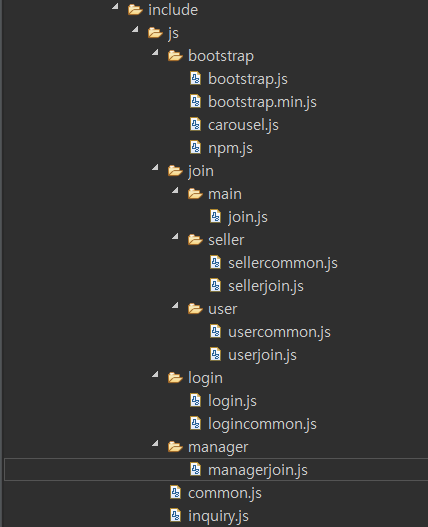 include
js
bootstrap
bootstrap.js
bootstrap.min.js
carousel.js
npm.js
join
main
join.js
seller
sellercommon.js
sellerjoin.js
user
usercommon.js
userjoin.js
login
login.js
logincommon.js
manager
managerjoin.js
common.js
inquiry.js